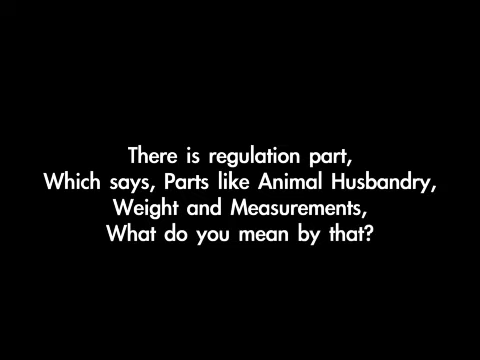 There is regulation part,
Which says, Parts like Animal Husbandry,
Weight and Measurements,
What do you mean by that?